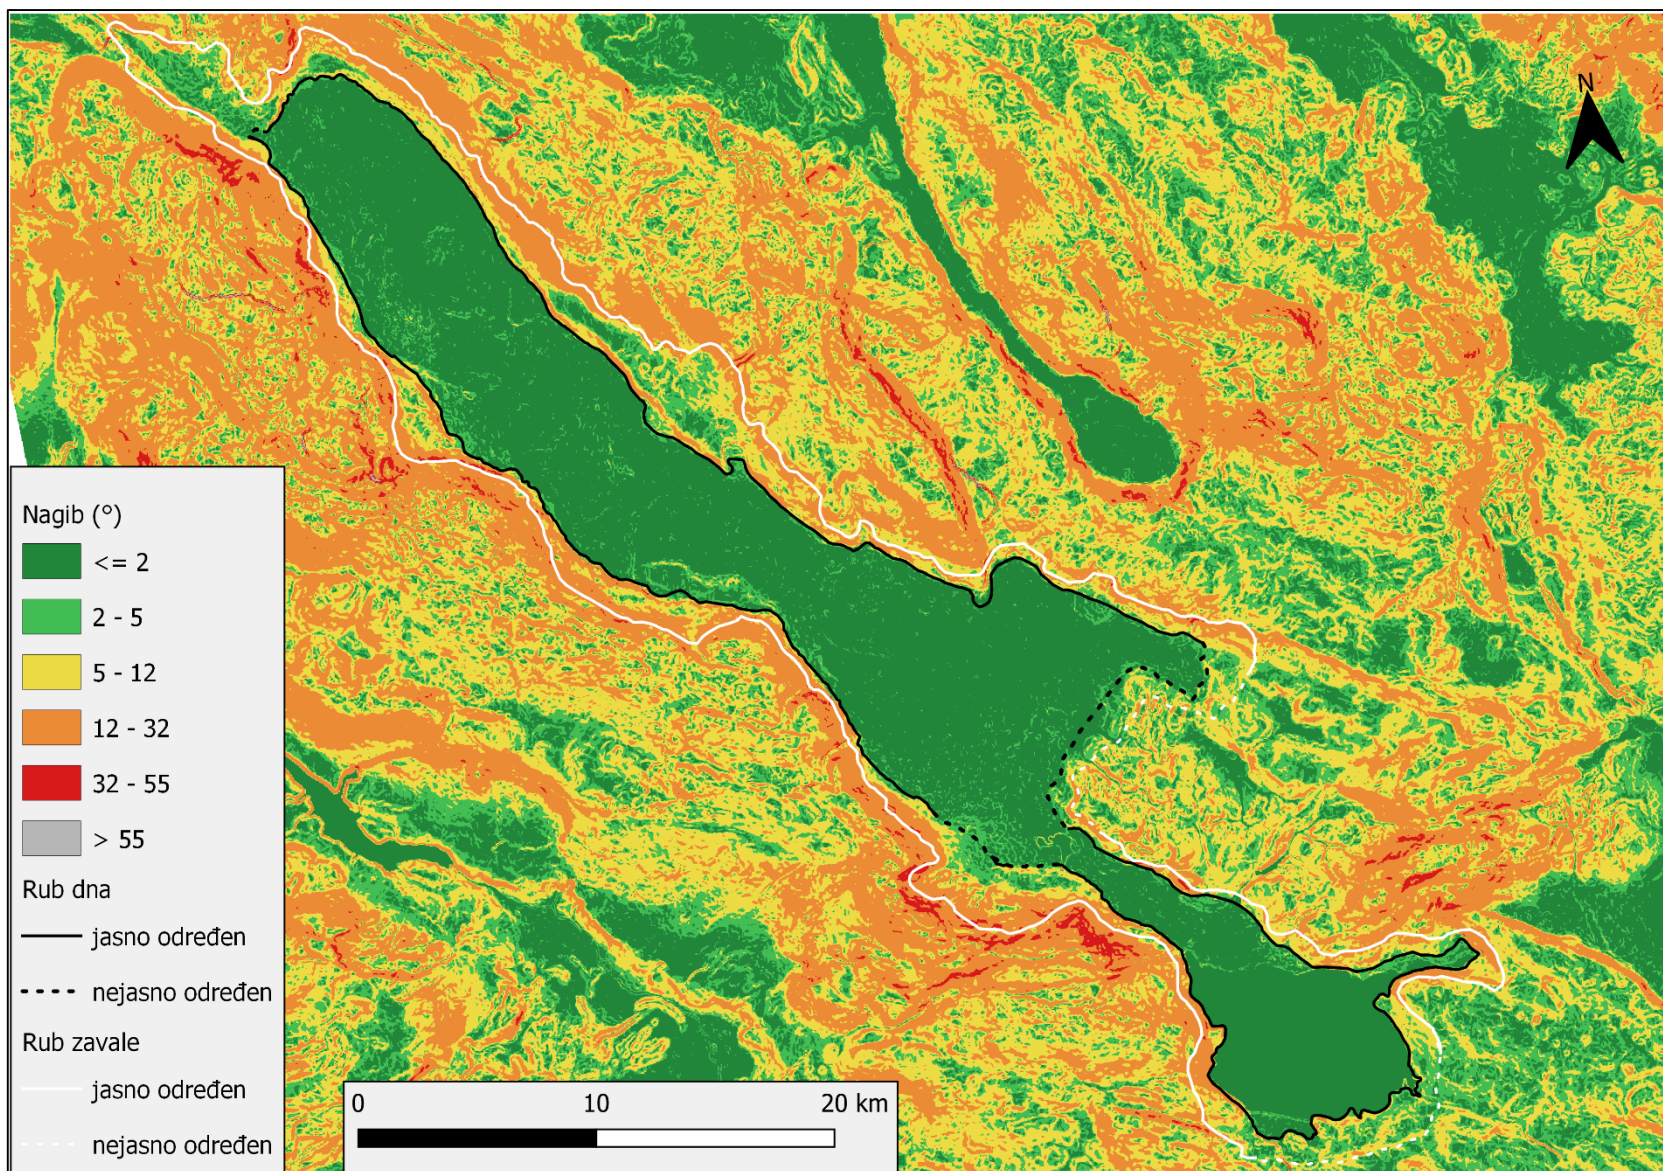 N
Nagib (°)
<= 2
2 - 5
5 - 12
12 - 32
32 - 55
> 55
Rub dna
jasno određen
nejasno određen
Rub zavale
jasno određen
nejasno određen
0 10 20 km